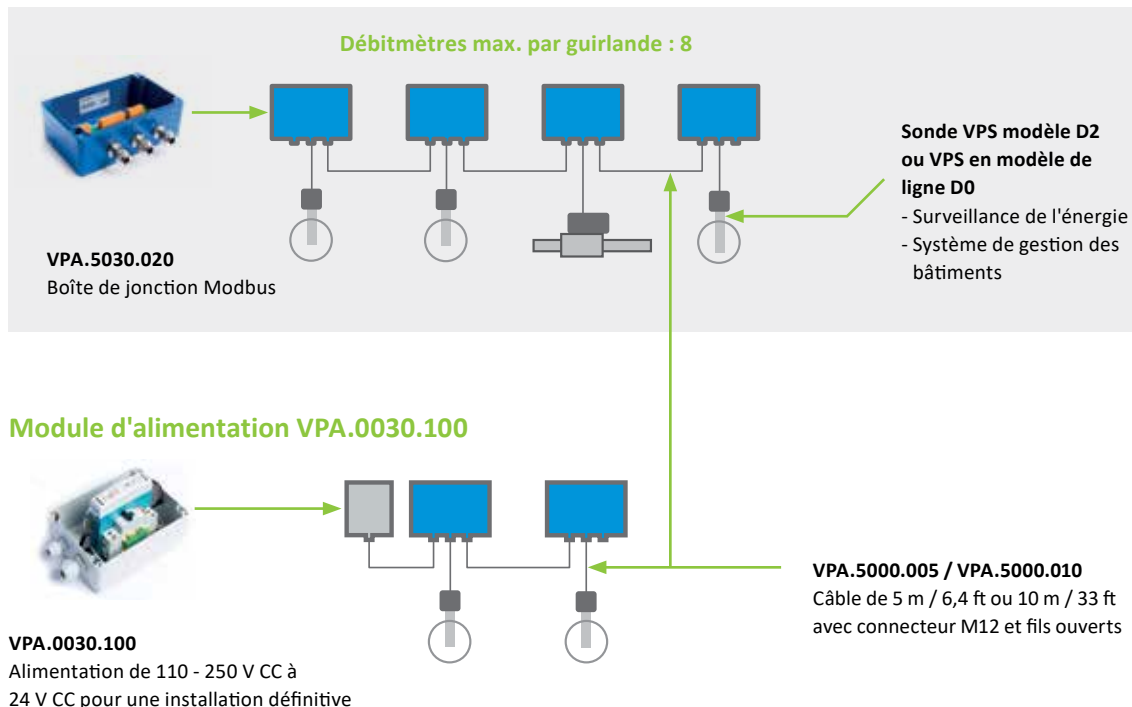 Débitmètres max. par guirlande : 8
Sonde VPS modèle D2
ou VPS en modèle de
ligne D0
- Surveillance de l'énergie
- Système de gestion des
bâtiments
VPA.5030.020
Boîte de jonction Modbus
Module d'alimentation VPA.0030.100
VPA.5000.005 / VPA.5000.010
Câble de 5 m / 6,4 ft ou 10 m / 33 ft
avec connecteur M12 et fils ouverts
VPA.0030.100
Alimentation de 110 - 250 V CC à
24 V CC pour une installation définitive